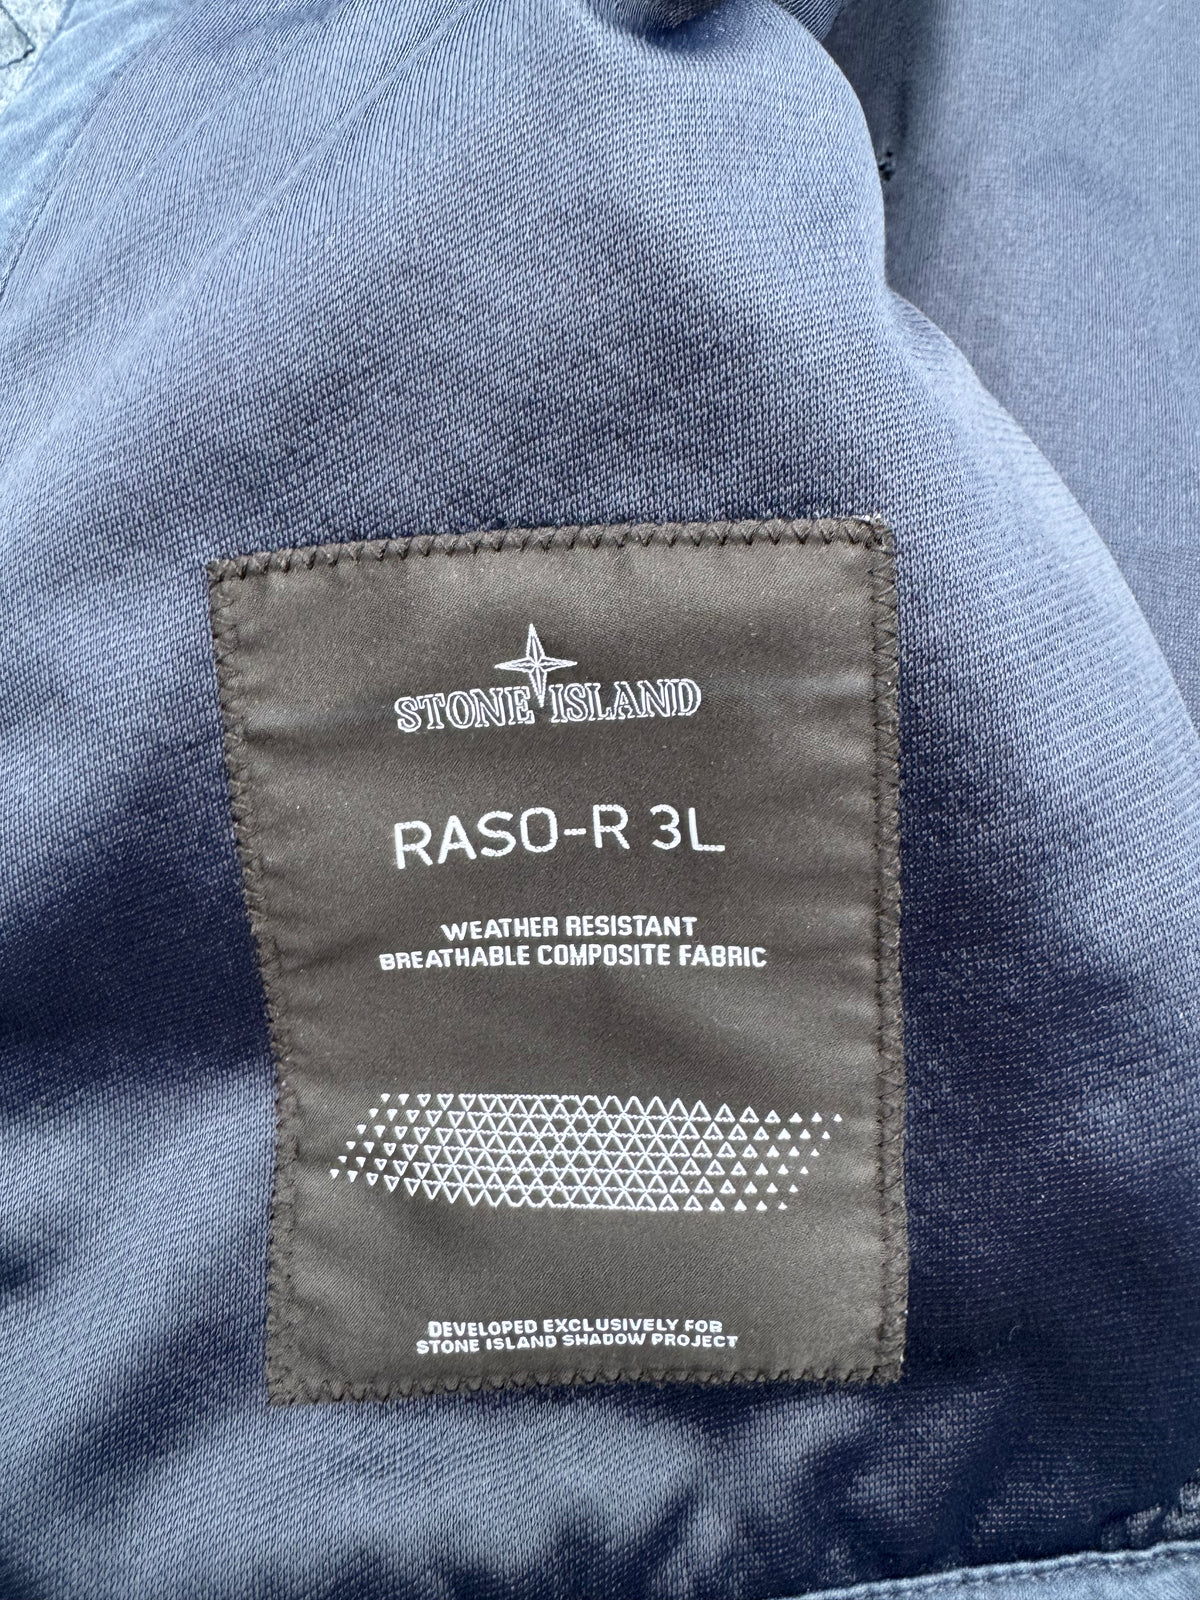 STONE ISLAND
RASO-R 3L
WEATHER RESISTANT
BREATHABLE COMPOSITE FABRIC
DEVELOPED EXCLUSIVELY FOR
STONE ISLAND SHADOW PROJECT